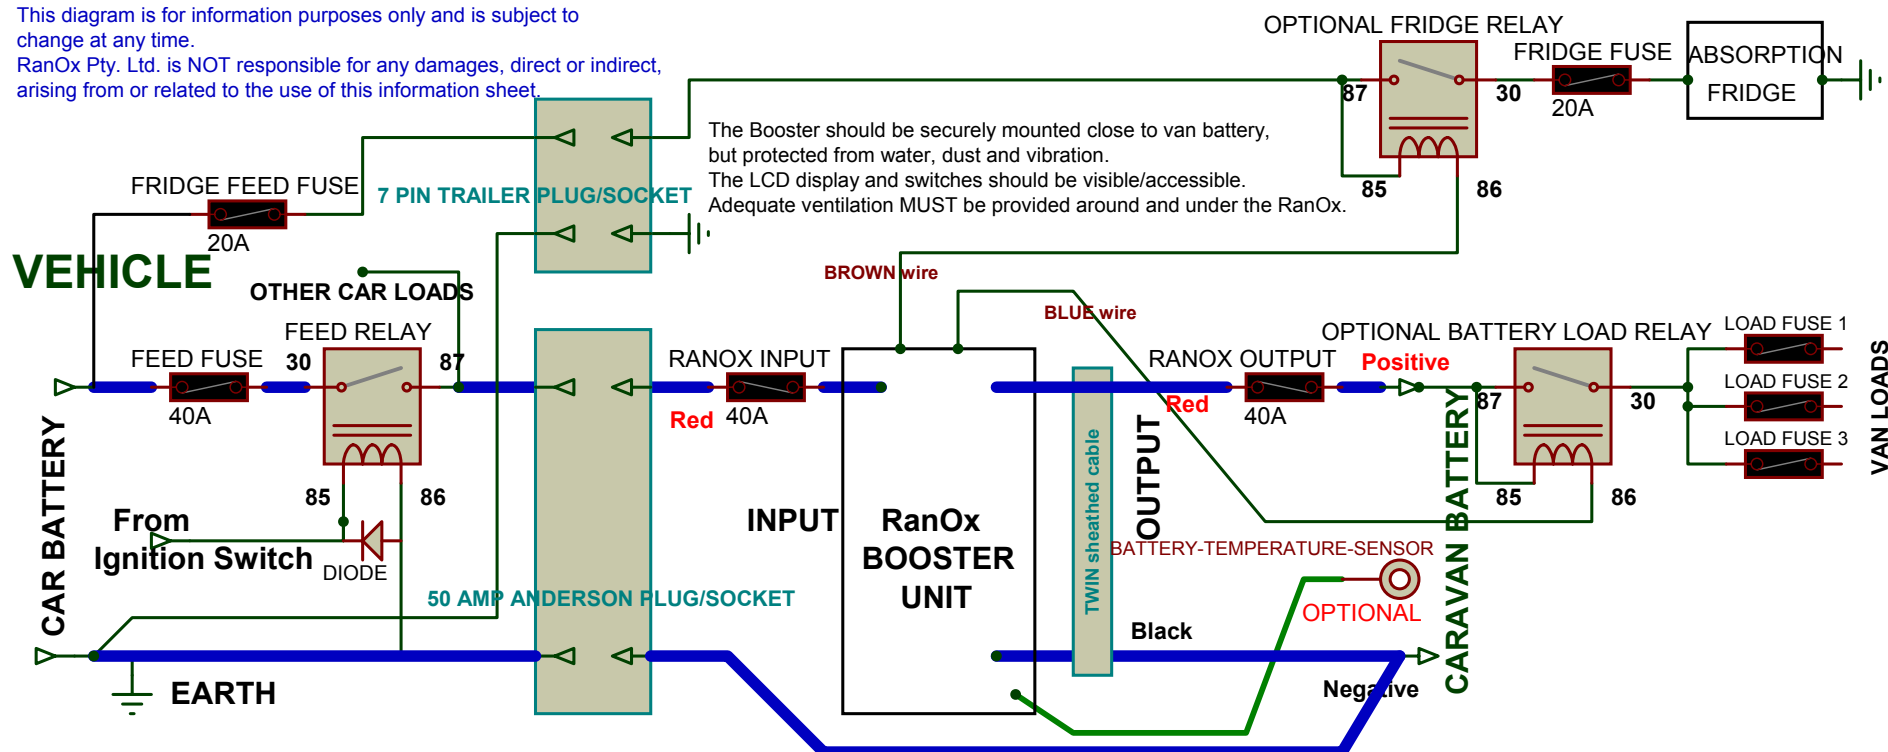 This diagram is for information purposes only and is subject to
change at any time.
RanOx Pty. Ltd. is NOT responsible for any damages, direct or indirect,
arising from or related to the use of this information sheet.
OPTIONAL FRIDGE RELAY
FRIDGE FUSE
ABSORPTION
FRIDGE
87
30
20A
85
86
The Booster should be securely mounted close to van battery,
but protected from water, dust and vibration.
The LCD display and switches should be visible/accessible.
Adequate ventilation MUST be provided around and under the RanOx.
FRIDGE FEED FUSE
20A
7 PIN TRAILER PLUG/SOCKET
VEHICLE
OTHER CAR LOADS
BROWN wire
BLUE wire
FEED RELAY
FEED FUSE
30
87
40A
85
86
RANOX INPUT
Red
40A
RANOX OUTPUT
Red
40A
Positive
OPTIONAL BATTERY LOAD RELAY
87
30
85
86
LOAD FUSE 1
LOAD FUSE 2
LOAD FUSE 3
VAN LOADS
CAR BATTERY
From
Ignition Switch
DIODE
50 AMP ANDERSON PLUG/SOCKET
INPUT
RanOx
BOOSTER
UNIT
TWIN sheathed cable
OUTPUT
BATTERY-TEMPERATURE-SENSOR
OPTIONAL
CARAVAN BATTERY
Black
Negative
EARTH